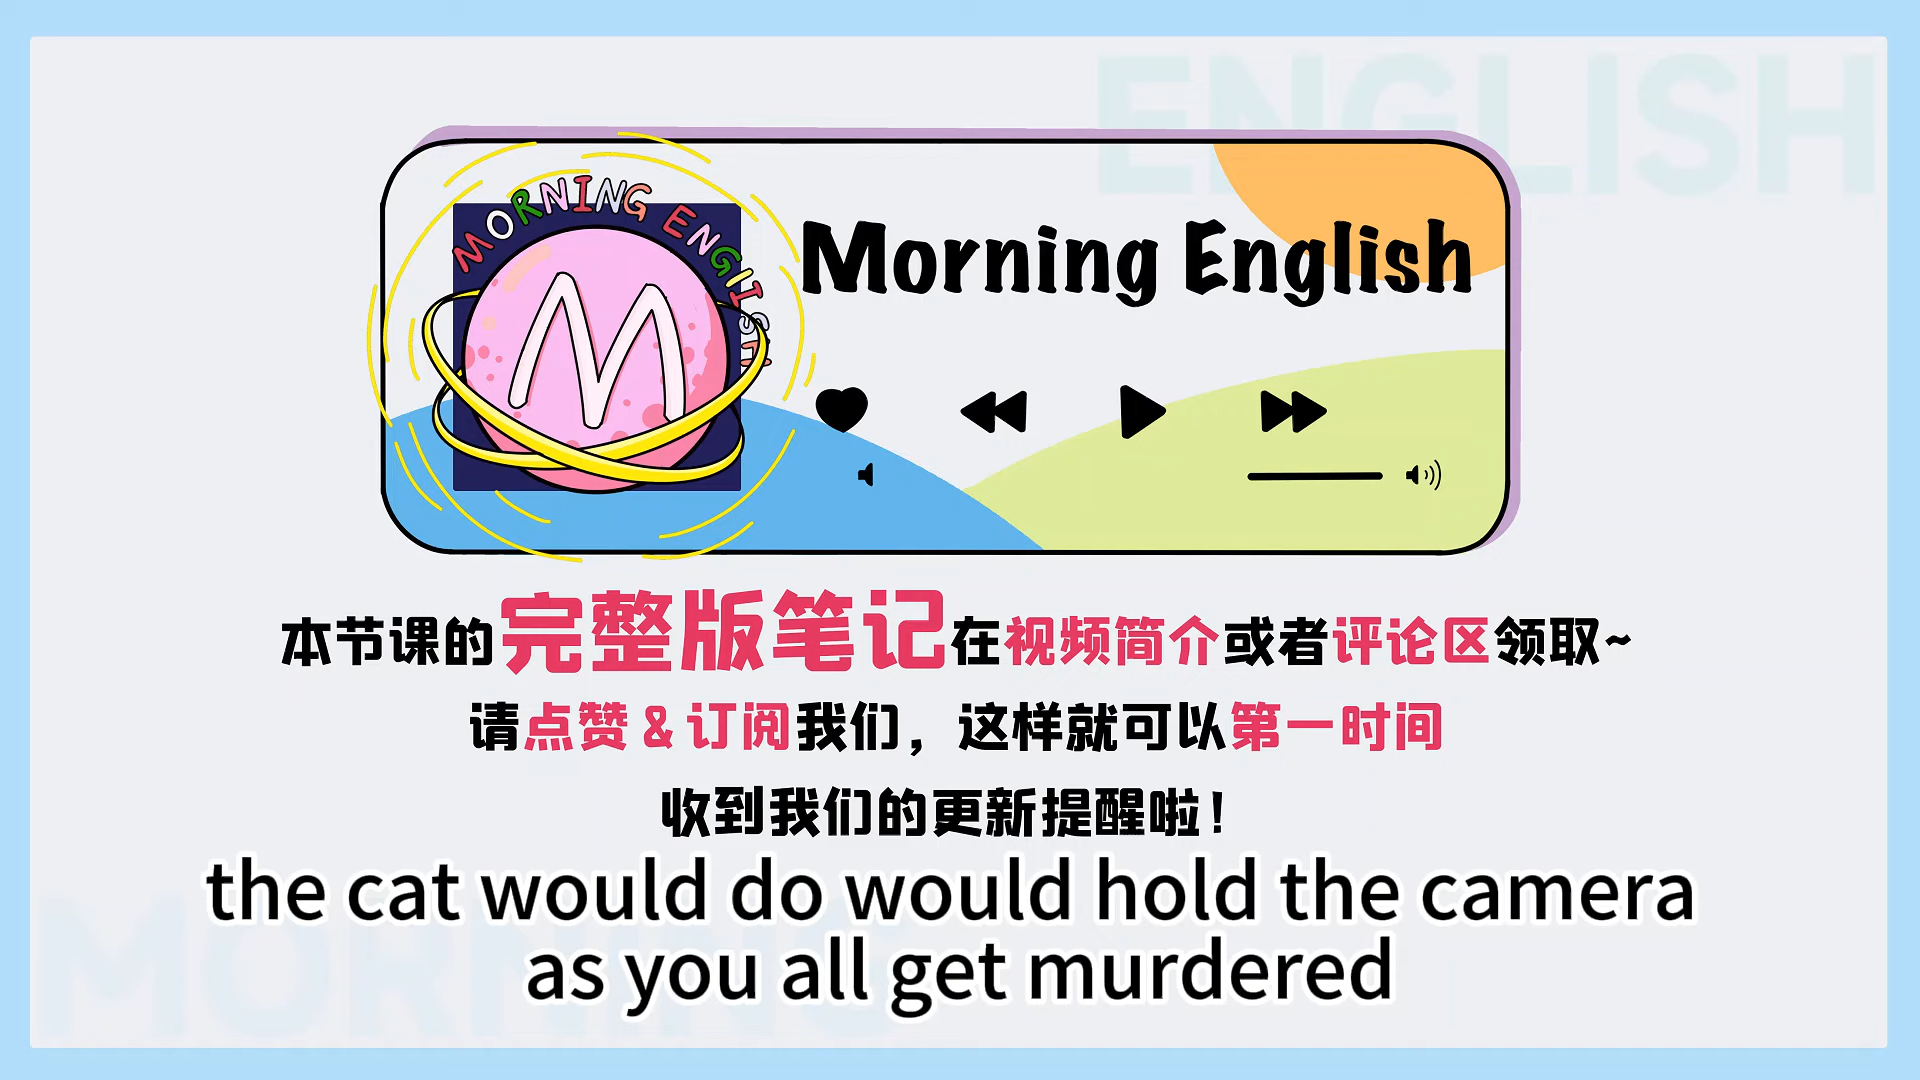 ENGLISH
MORNING ENGLISH
M
Morning English
本节课的完整版笔记在视频简介或者评论区领取~
请点赞&订阅我们，这样就可以第一时间
收到我们的更新提醒啦！
the cat would do would hold the camera
as you all get murdered
MORNING